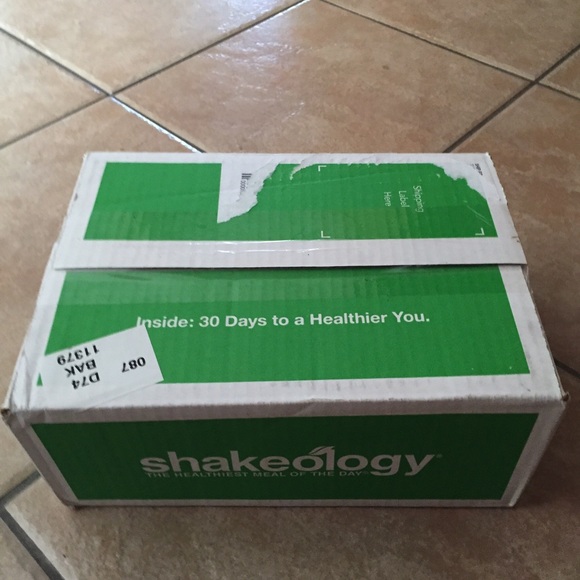 Shipping
Label
Here
Inside: 30 Days to a Healthier You.
087
D74
BAK
11379
shakeology®
THE HEALTHIEST MEAL OF THE DAY®